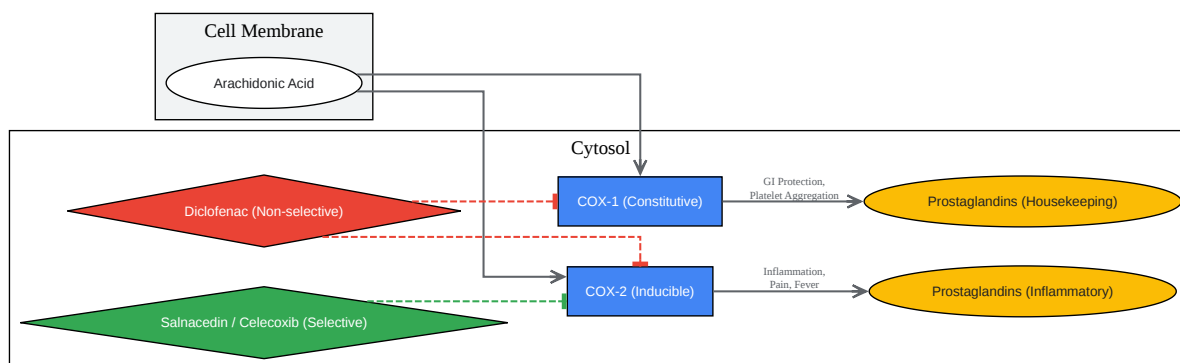 Cell Membrane
Arachidonic Acid
Cytosol
Diclofenac (Non-selective)
COX-1 (Constitutive)
GI Protection,
Platelet Aggregation
Prostaglandins (Housekeeping)
Salnacedin / Celecoxib (Selective)
COX-2 (Inducible)
Inflammation,
Pain, Fever
Prostaglandins (Inflammatory)